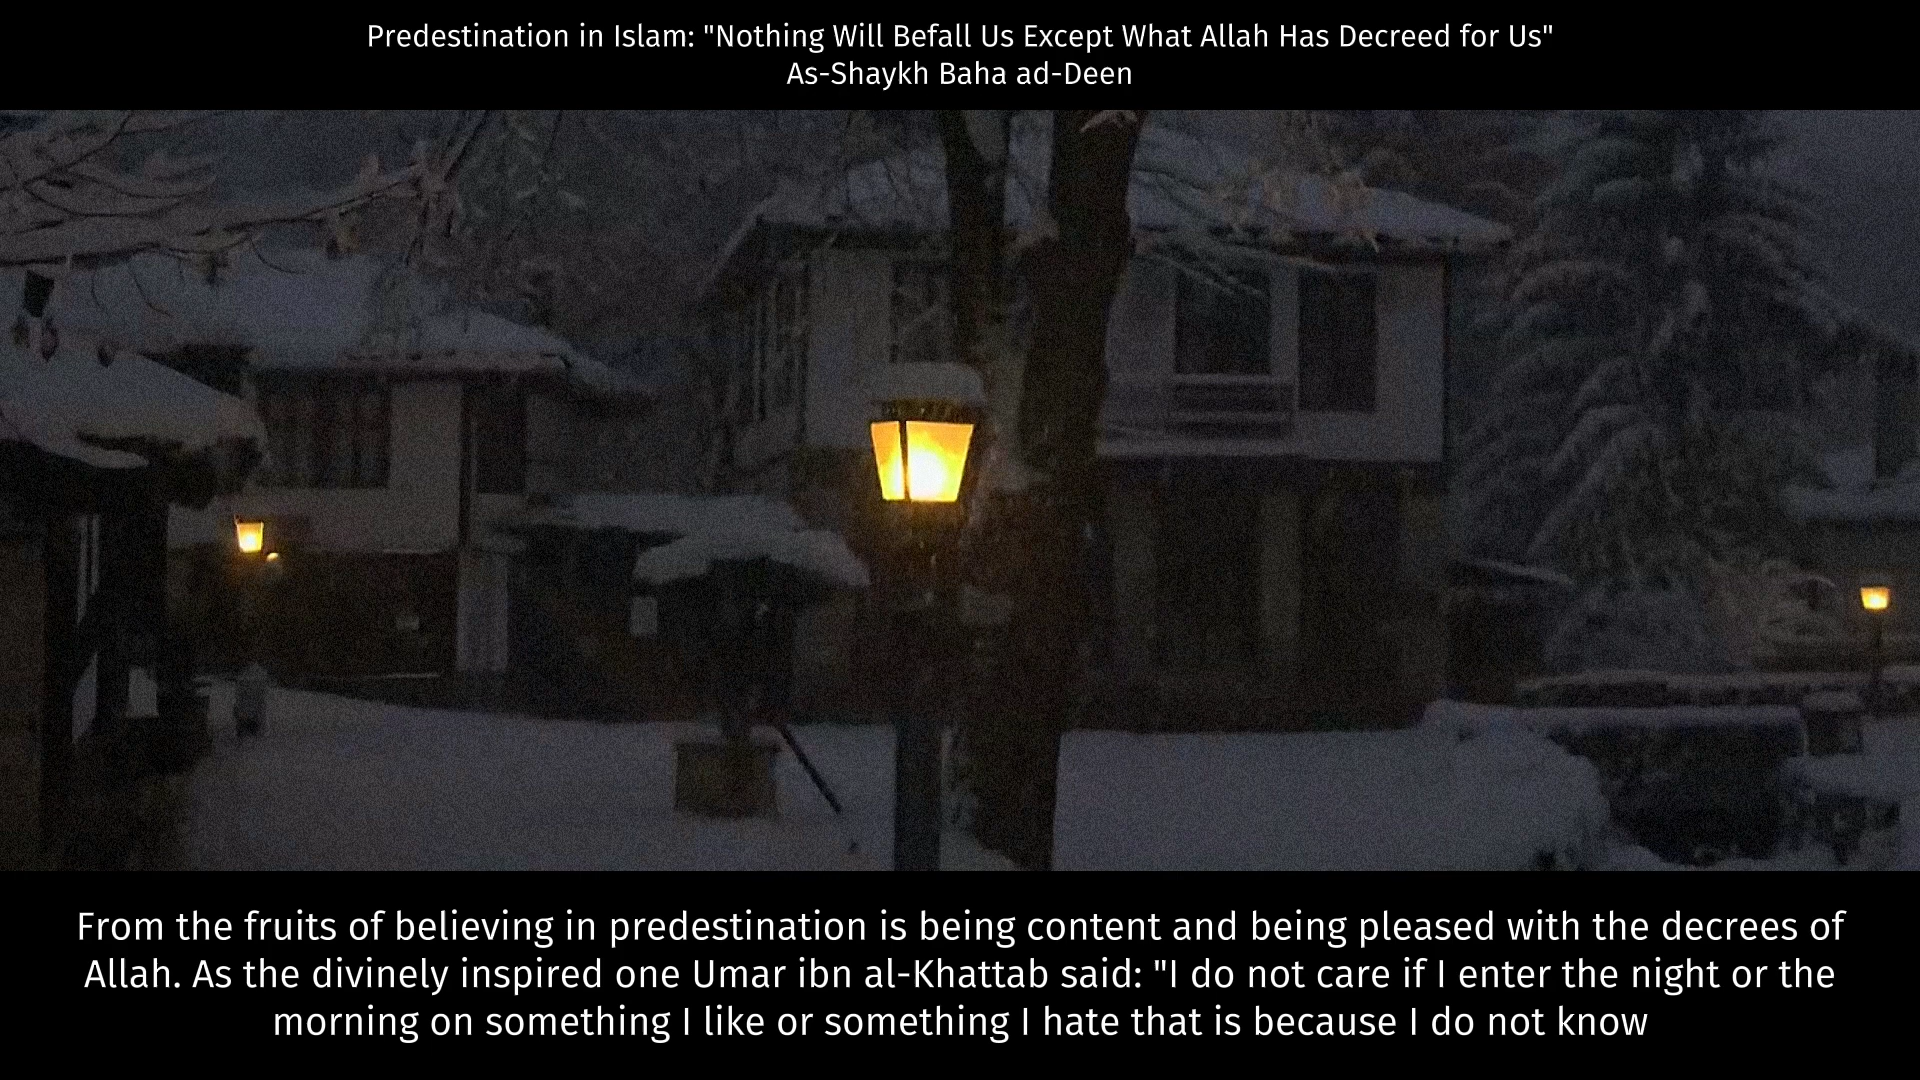 Predestination in Islam: "Nothing Will Befall Us Except What Allah Has Decreed for Us"
As-Shaykh Baha ad-Deen
From the fruits of believing in predestination is being content and being pleased with the decrees of
Allah. As the divinely inspired one Umar ibn al-Khattab said: "I do not care if I enter the night or the
morning on something I like or something I hate that is because I do not know